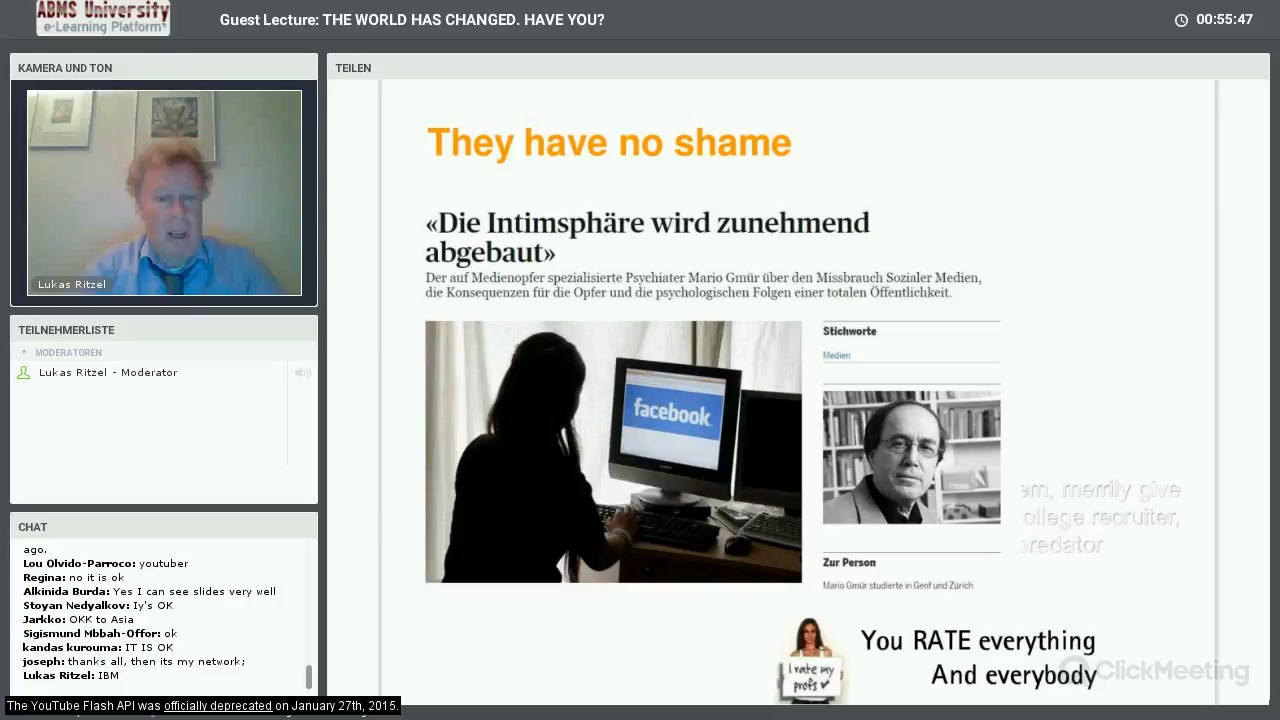 ABMS University
e-Learning Platform
Guest Lecture: THE WORLD HAS CHANGED. HAVE YOU?
00:55:47
KAMERA UND TON
Lukas Ritzel
TEILNEHMERLISTE
MODERATOREN
Lukas Ritzel - Moderator
CHAT
ago.
Lou Olvido-Parroco: youtuber
Regina: no it is ok
Alkinida Burda: Yes I can see slides very well
Stoyan Nedyalkov: Iy's OK
Jarkko: OKK to Asia
Sigismund Mbbah-Offor: ok
kandas kurouma: IT IS OK
joseph: thanks all, then its my network;
Lukas Ritzel: IBM
The YouTube Flash API was officially deprecated on January 27th, 2015.
TEILEN
They have no shame
«Die Intimsphäre wird zunehmend
abgebaut»
Der auf Medienopfer spezialisierte Psychiater Mario Gmür über den Missbrauch Sozialer Medien,
die Konsequenzen für die Opfer und die psychologischen Folgen einer totalen Öffentlichkeit.
facebook
Stichworte
Medien
Zur Person
Mario Gmür studierte in Genf und Zürich
em, merrily give
ollege recruiter,
predator
I rate my
profs
You RATE everything
And everybody
ClickMeeting